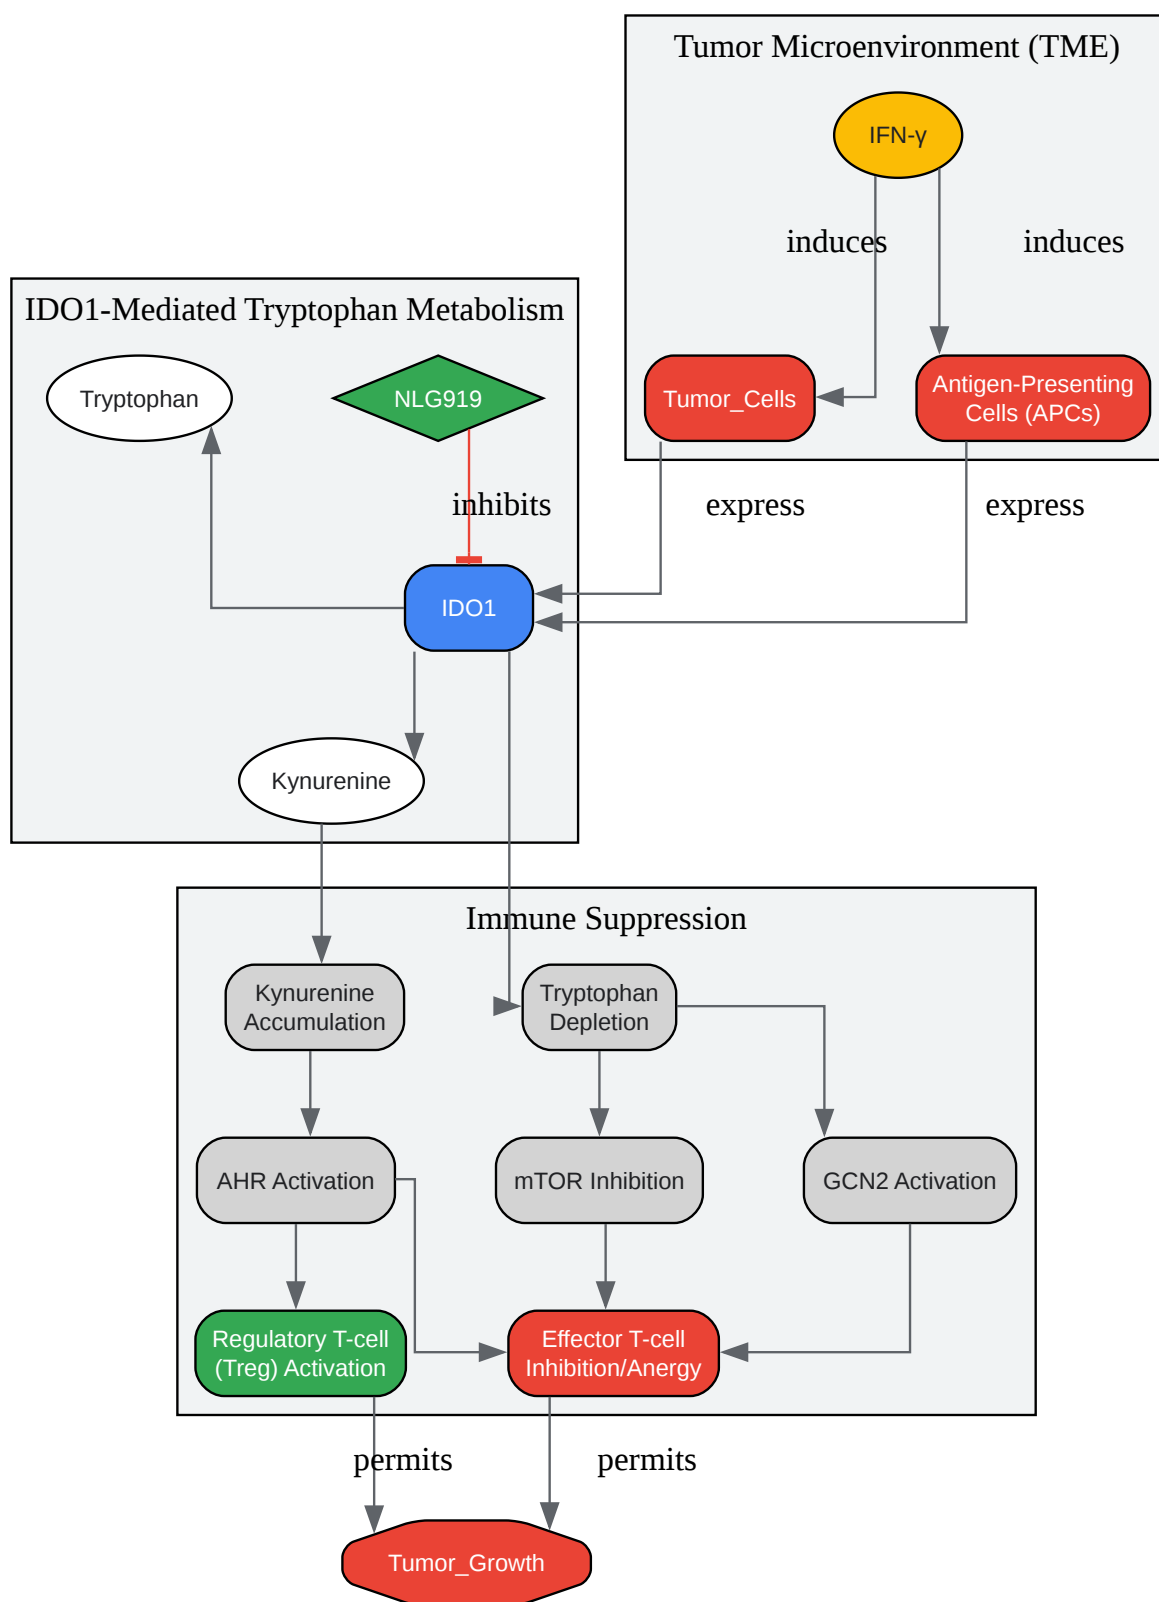 Tumor Microenvironment (TME)
IFN-γ
induces
induces
IDO1-Mediated Tryptophan Metabolism
Tryptophan
NLG919
Tumor_Cells
Antigen-Presenting
Cells (APCs)
inhibits
express
express
IDO1
Kynurenine
Immune Suppression
Kynurenine
Accumulation
Tryptophan
Depletion
AHR Activation
mTOR Inhibition
GCN2 Activation
Regulatory T-cell
(Treg) Activation
Effector T-cell
Inhibition/Anergy
permits
permits
Tumor_Growth